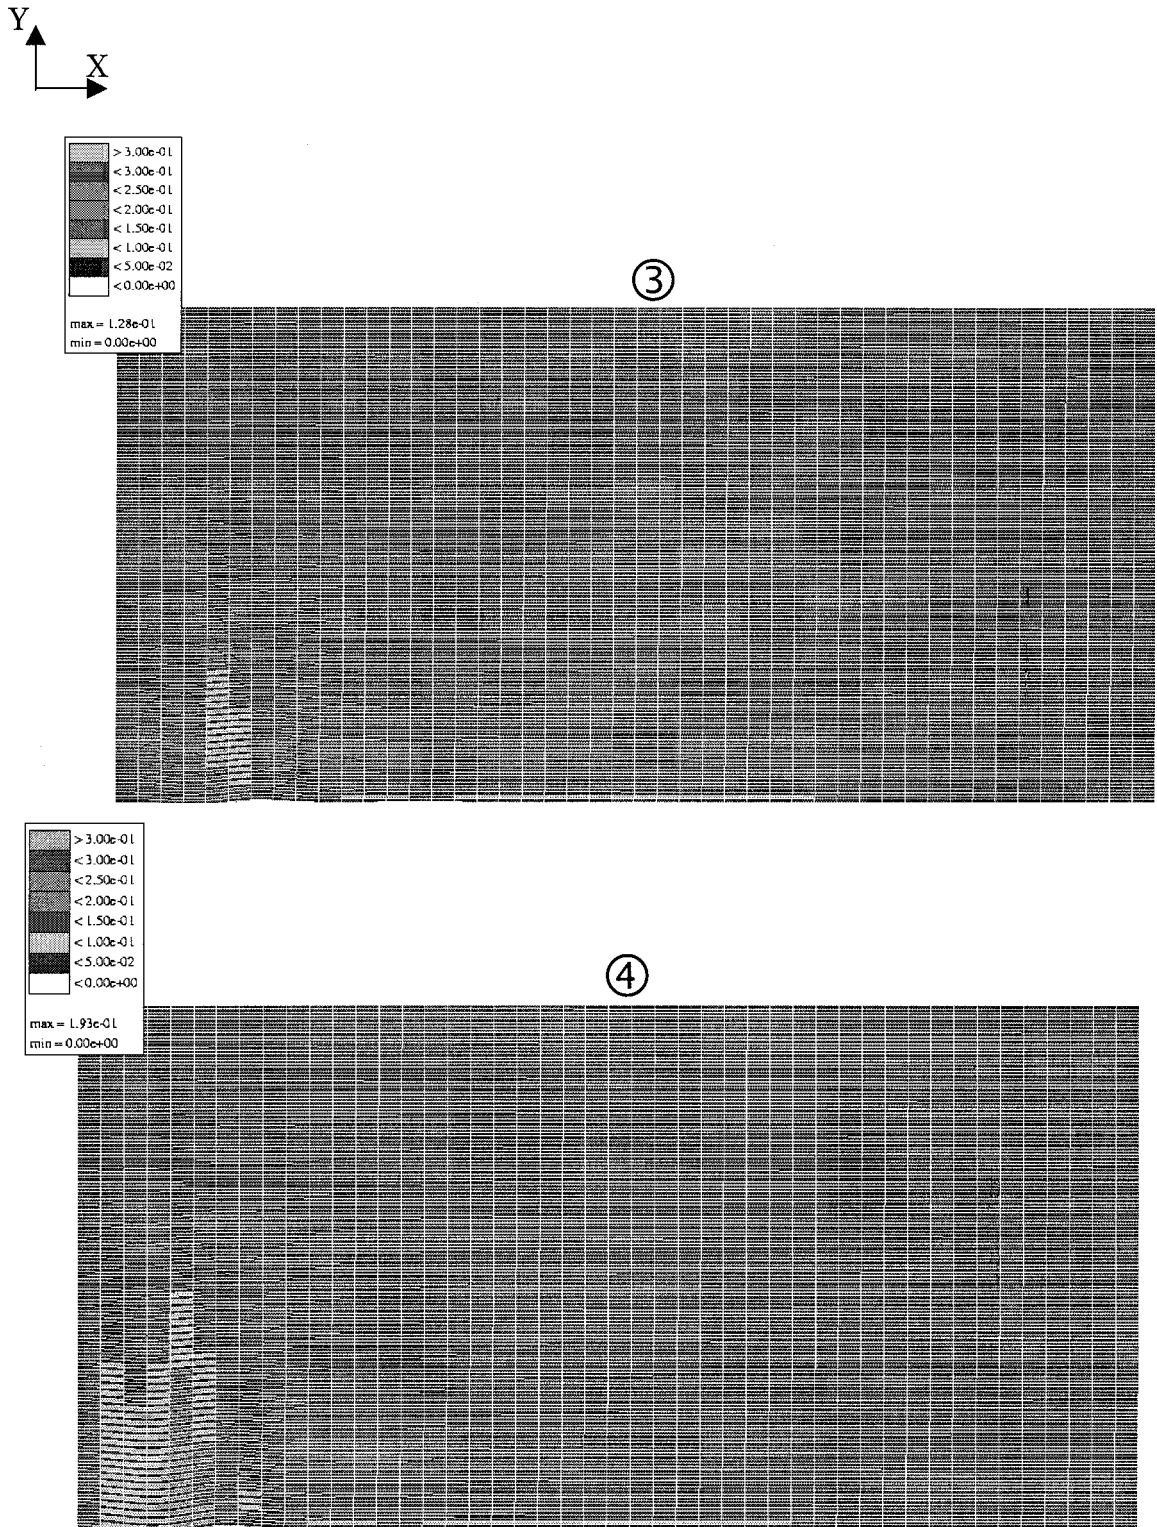 Y
X
> 3.00e-01
< 3.00e-01
< 2.50e-01
< 2.00e-01
< 1.50e-01
< 1.00e-01
< 5.00e-02
< 0.00e+00
max = 1.28e-01
min = 0.00e+00
③
> 3.00e-01
< 3.00e-01
< 2.50e-01
< 2.00e-01
< 1.50e-01
< 1.00e-01
< 5.00e-02
< 0.00e+00
max = 1.93e-01
min = 0.00e+00
④